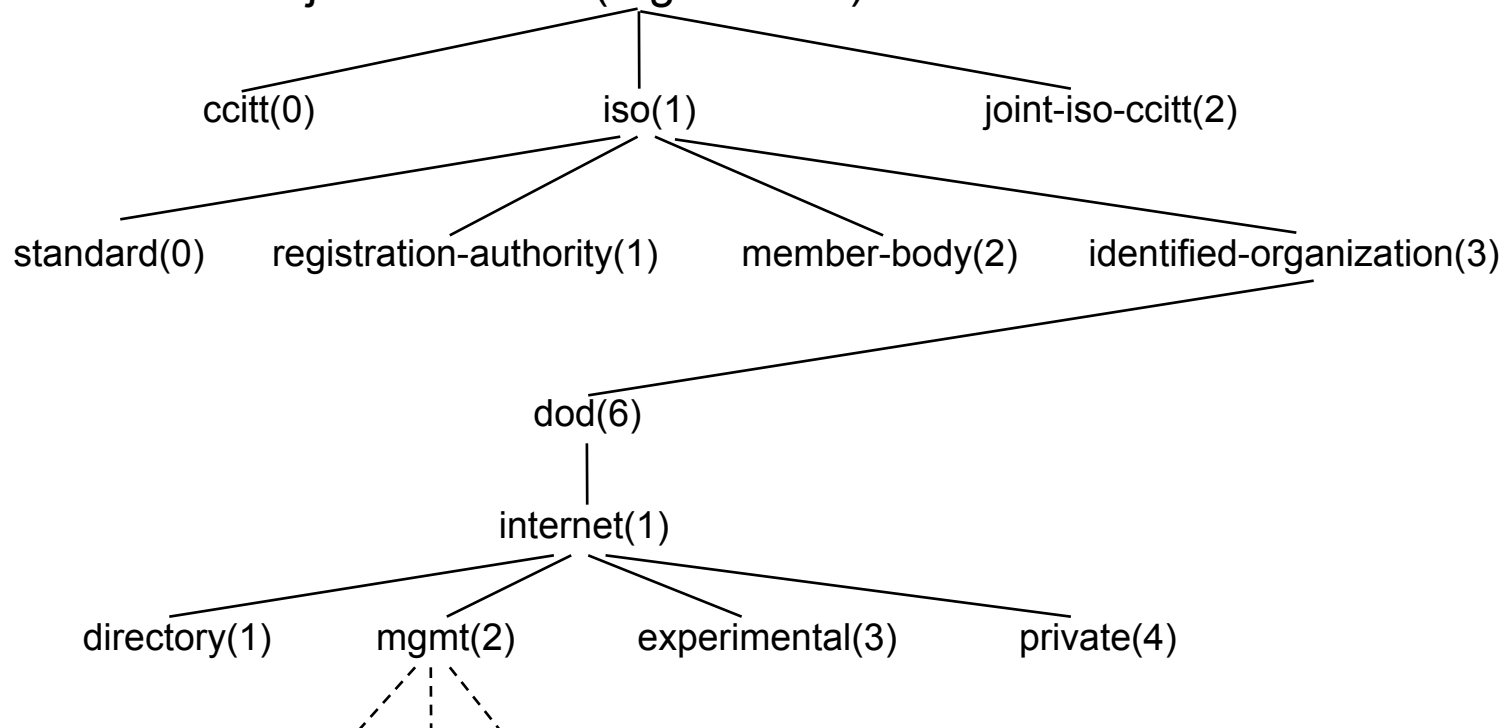 ccitt(0) iso(1) joint-iso-ccitt(2)
standard(0) registration-authority(1) member-body(2) identified-organization(3)
dod(6)
internet(1)
directory(1) mgmt(2) experimental(3) private(4)